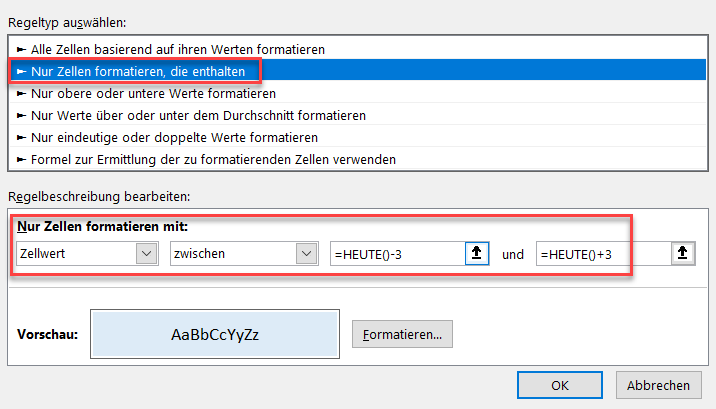 Regeltyp auswählen:
► Alle Zellen basierend auf ihren Werten formatieren
► Nur Zellen formatieren, die enthalten
► Nur obere oder untere Werte formatieren
► Nur Werte über oder unter dem Durchschnitt formatieren
► Nur eindeutige oder doppelte Werte formatieren
► Formel zur Ermittlung der zu formatierenden Zellen verwenden
Regelbeschreibung bearbeiten:
Nur Zellen formatieren mit:
Zellwert zwischen =HEUTE()-3 und =HEUTE()+3
Vorschau: AaBbCcYyZz Formatieren...
OK Abbrechen